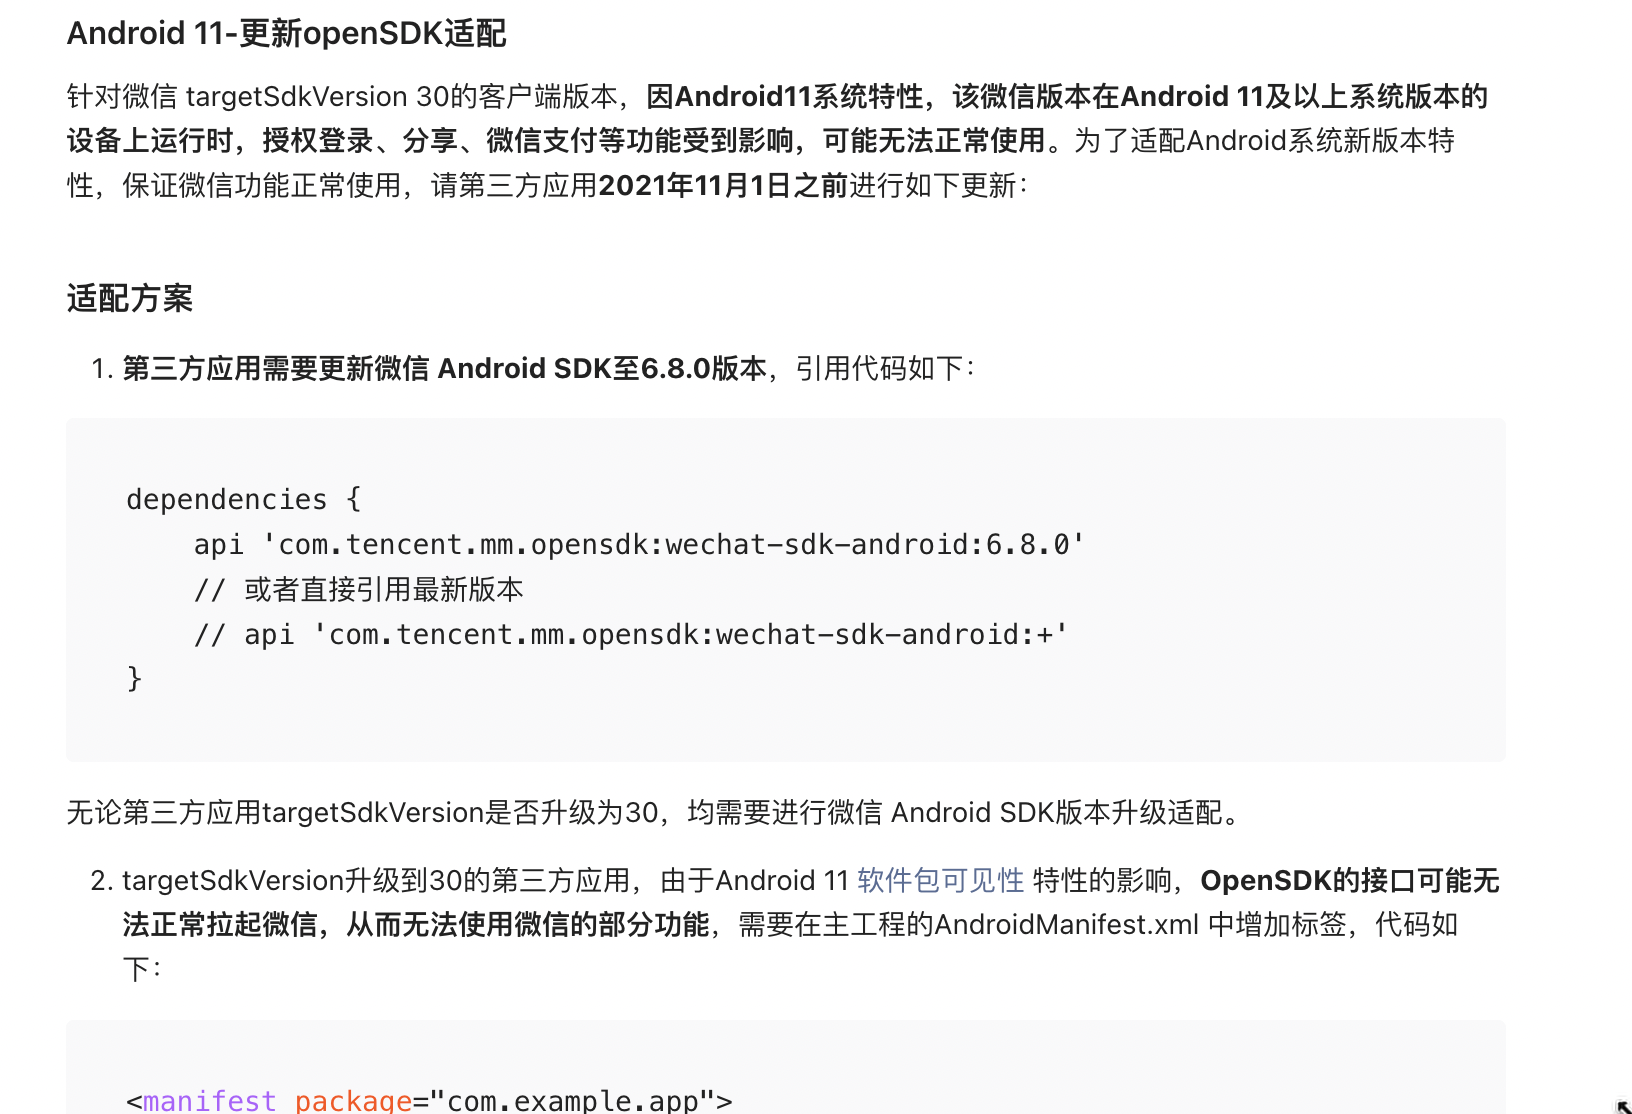 Android 11-更新openSDK适配
针对微信 targetSdkVersion 30的客户端版本，因Android11系统特性，该微信版本在Android 11及以上系统版本的
设备上运行时，授权登录、分享、微信支付等功能受到影响，可能无法正常使用。为了适配Android系统新版本特
性，保证微信功能正常使用，请第三方应用2021年11月1日之前进行如下更新：
适配方案
1. 第三方应用需要更新微信 Android SDK至6.8.0版本，引用代码如下：
dependencies {
    api 'com.tencent.mm.opensdk:wechat-sdk-android:6.8.0'
    // 或者直接引用最新版本
    // api 'com.tencent.mm.opensdk:wechat-sdk-android:+'
}
无论第三方应用targetSdkVersion是否升级为30，均需要进行微信 Android SDK版本升级适配。
2. targetSdkVersion升级到30的第三方应用，由于Android 11 软件包可见性 特性的影响，OpenSDK的接口可能无
法正常拉起微信，从而无法使用微信的部分功能，需要在主工程的AndroidManifest.xml 中增加标签，代码如
下：
<manifest package="com.example.app">